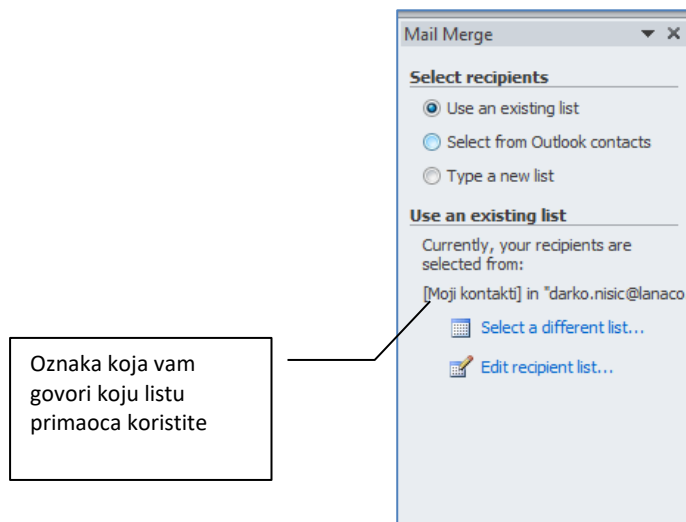 Mail Merge
Select recipients
Use an existing list
Select from Outlook contacts
Type a new list
Use an existing list
Currently, your recipients are
selected from:
[Moji kontakti] in "darko.nisic@lanaco
Select a different list...
Edit recipient list...
Oznaka koja vam
govori koju listu
primaoca koristite